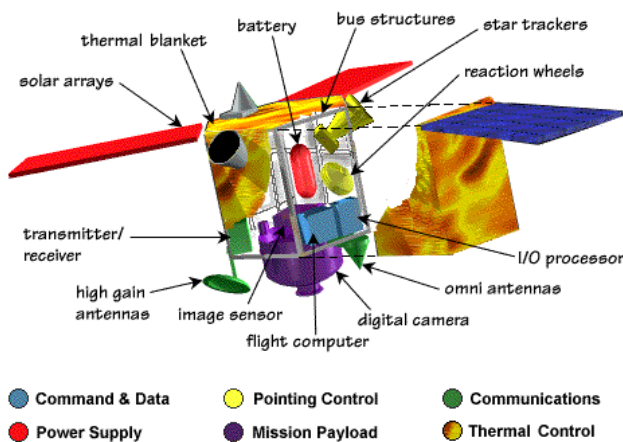 battery
bus structures
star trackers
thermal blanket
solar arrays
reaction wheels
transmitter/
receiver
I/O processor
high gain
antennas
image sensor
omni antennas
digital camera
flight computer
Command & Data
Pointing Control
Communications
Power Supply
Mission Payload
Thermal Control